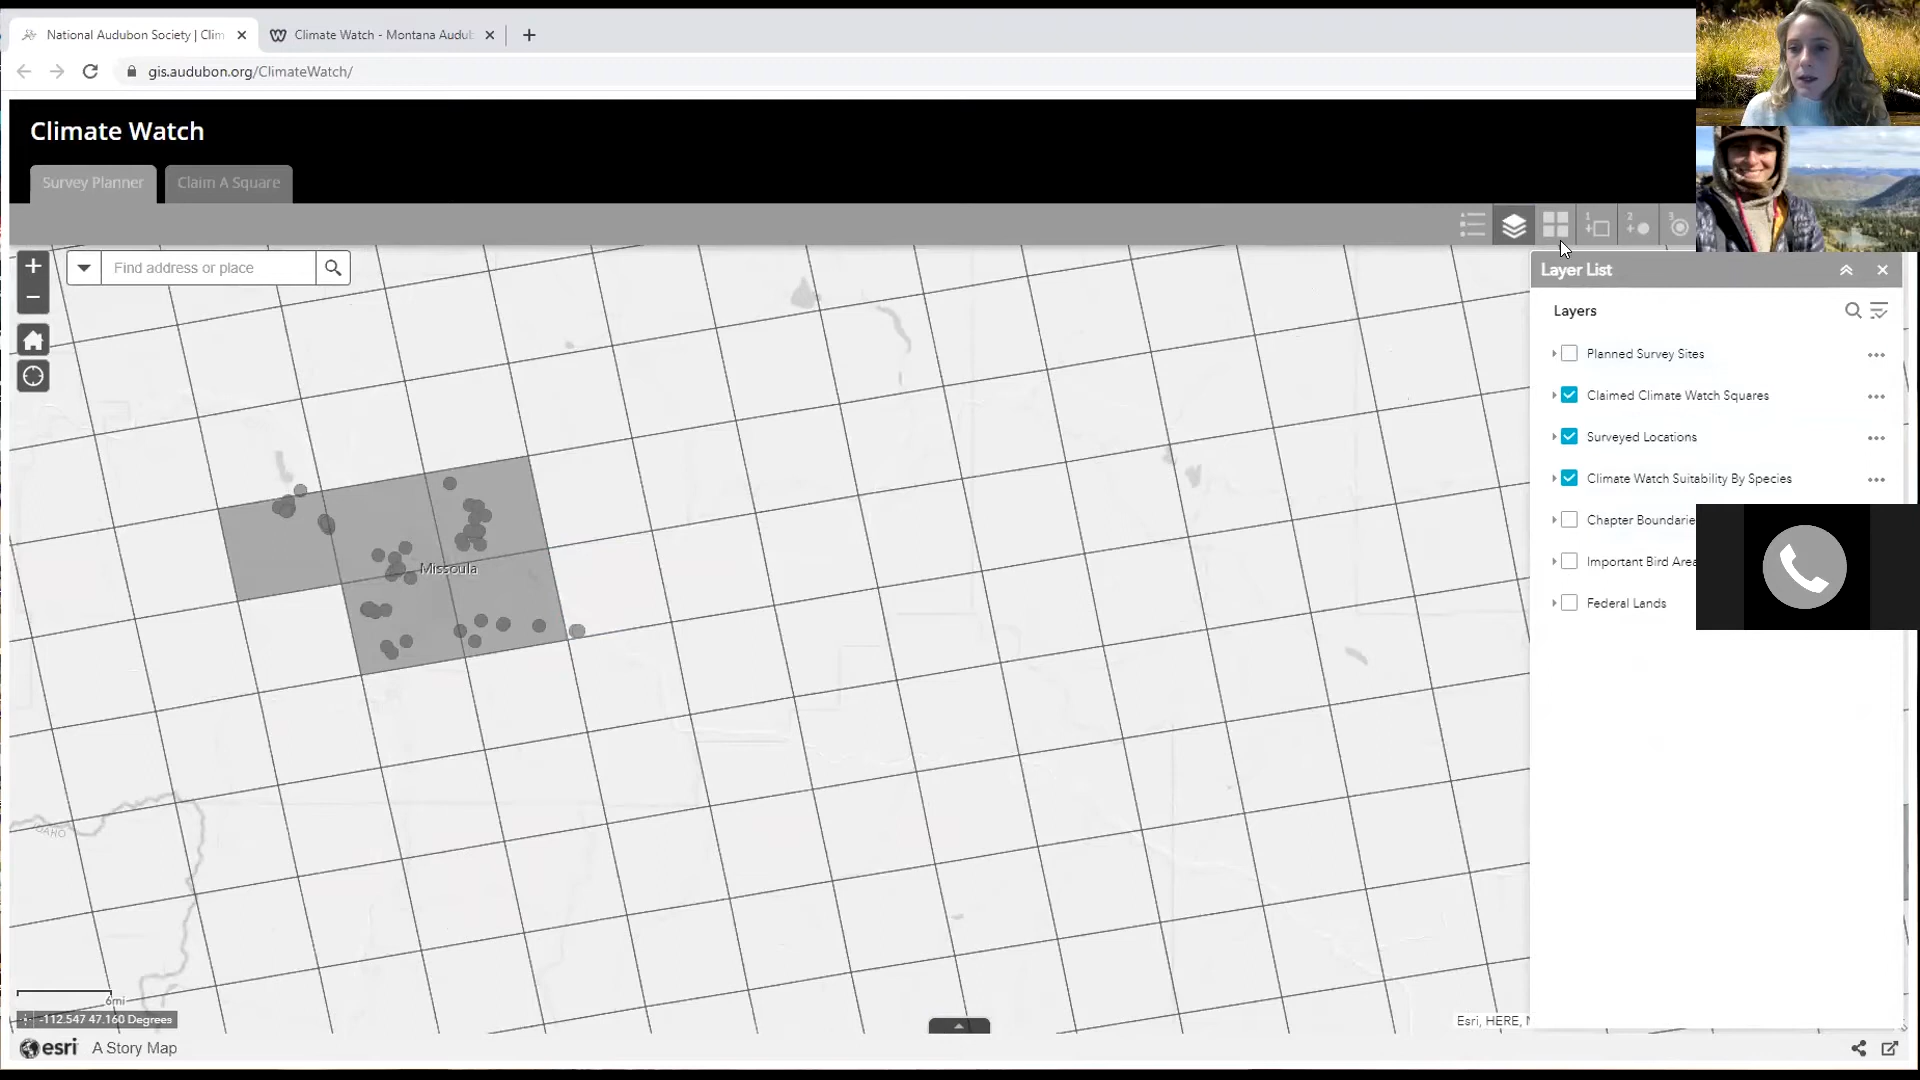 National Audubon Society | Clim
Climate Watch - Montana Audub
gis.audubon.org/ClimateWatch/
Climate Watch
Survey Planner
Claim A Square
Find address or place
Layer List
Layers
Planned Survey Sites
Claimed Climate Watch Squares
Surveyed Locations
Climate Watch Suitability By Species
Chapter Boundarie
Important Bird Area
Federal Lands
Missoula
IDAHO
6mi
-112.547 47.160 Degrees
Esri, HERE, N
esri A Story Map